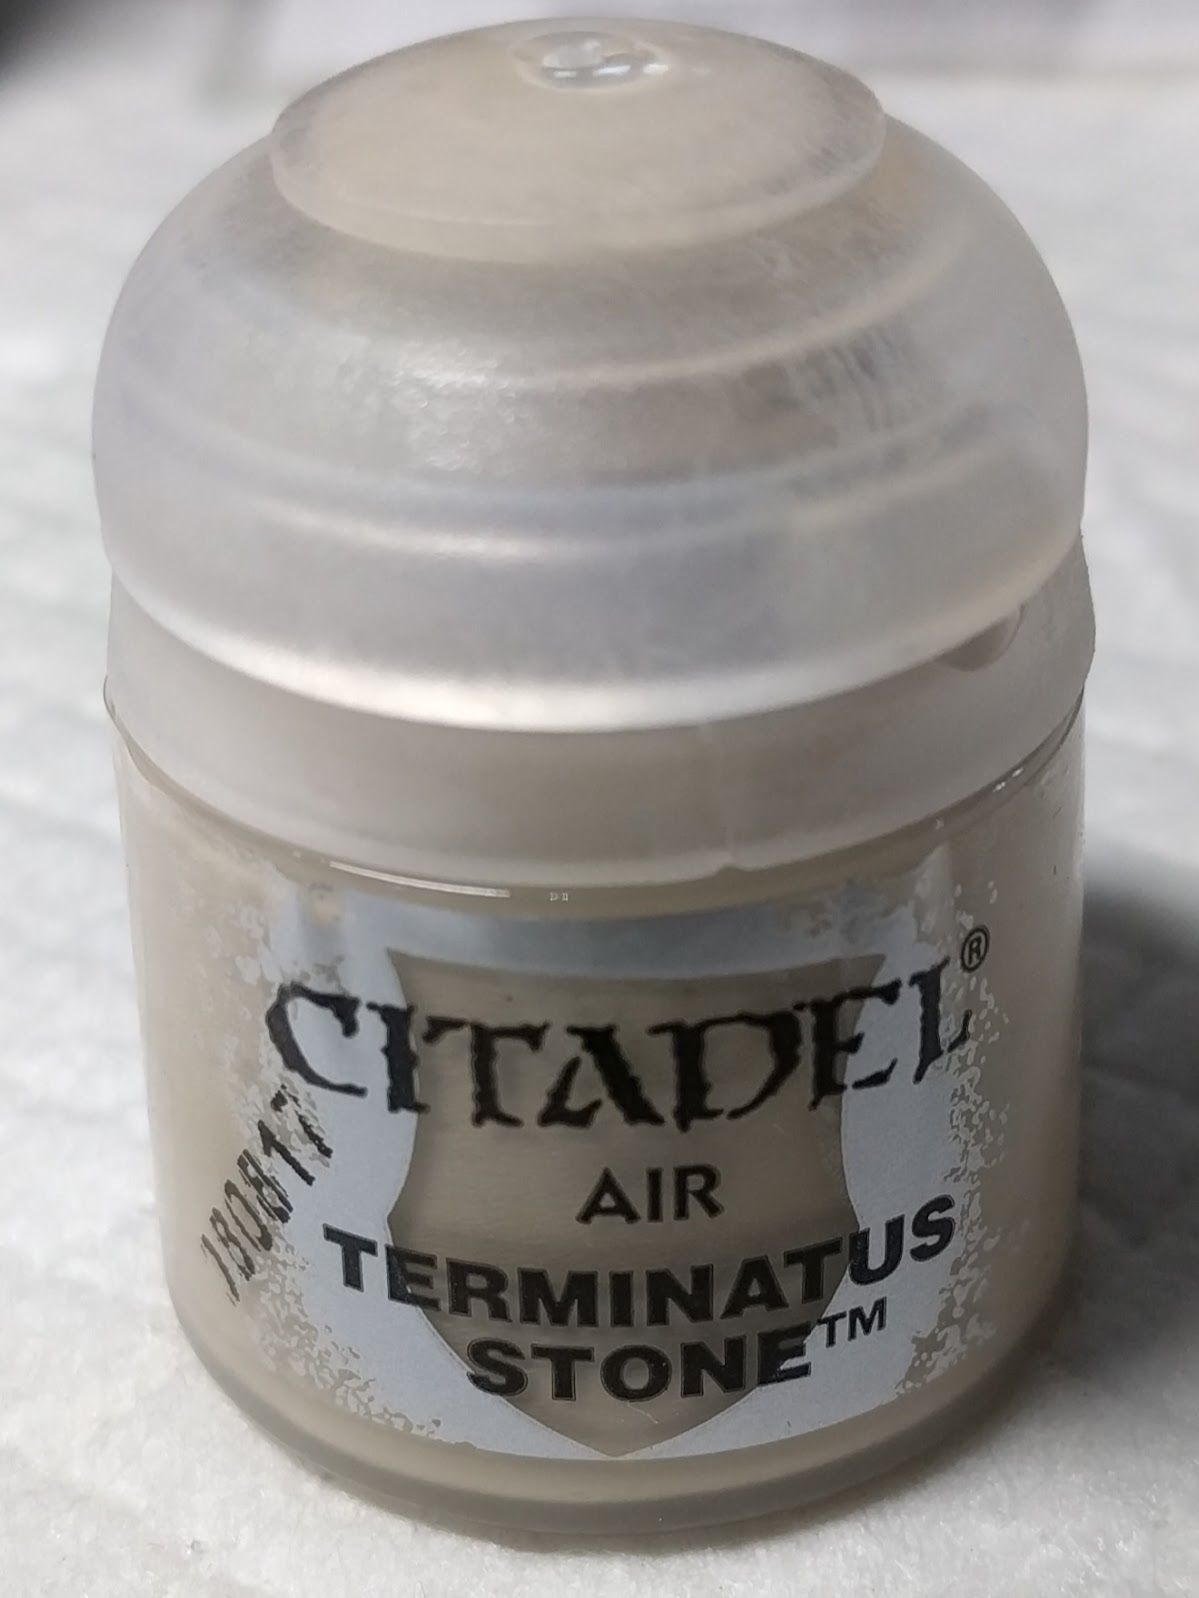 CITADEL®
AIR
TERMINATUS
STONE™